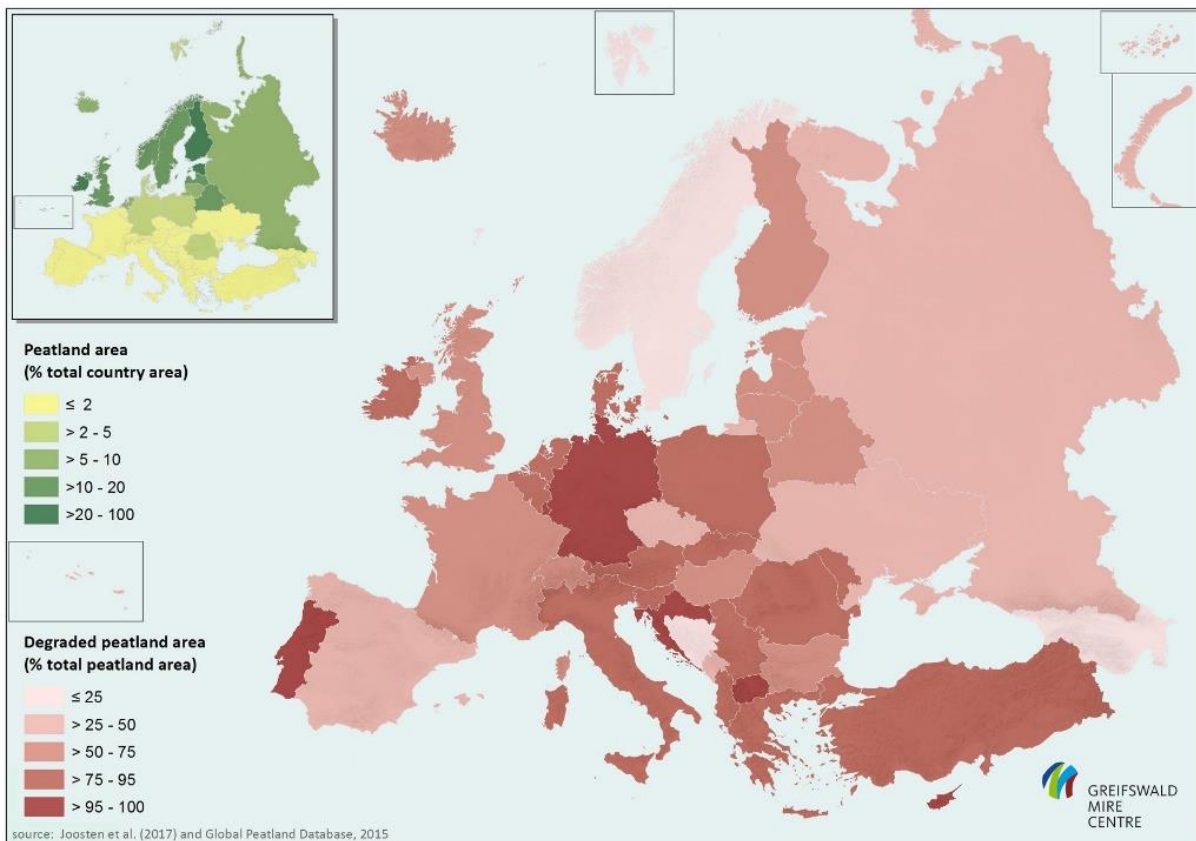 Peatland area
(% total country area)
≤ 2
> 2 - 5
> 5 - 10
>10 - 20
>20 - 100
Degraded peatland area
(% total peatland area)
≤ 25
> 25 - 50
> 50 - 75
> 75 - 95
> 95 - 100
source: Joosten et al. (2017) and Global Peatland Database, 2015
GREIFSWALD
MIRE
CENTRE